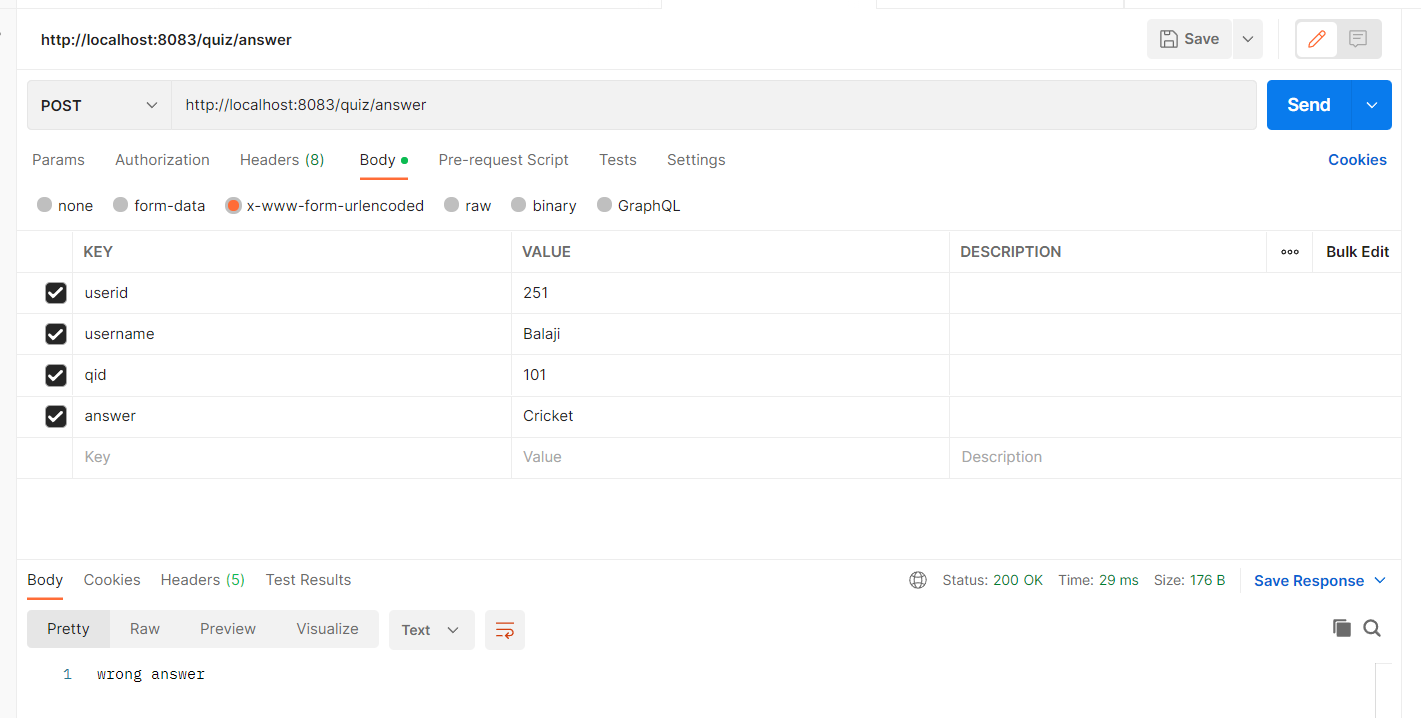 http://localhost:8083/quiz/answer
Save
POST
http://localhost:8083/quiz/answer
Send
Params Authorization Headers (8) Body Pre-request Script Tests Settings Cookies
none form-data x-www-form-urlencoded raw binary GraphQL
KEY VALUE DESCRIPTION Bulk Edit
userid 251
username Balaji
qid 101
answer Cricket
Key Value Description
Body Cookies Headers (5) Test Results Status: 200 OK Time: 29 ms Size: 176 B Save Response
Pretty Raw Preview Visualize Text
1 wrong answer